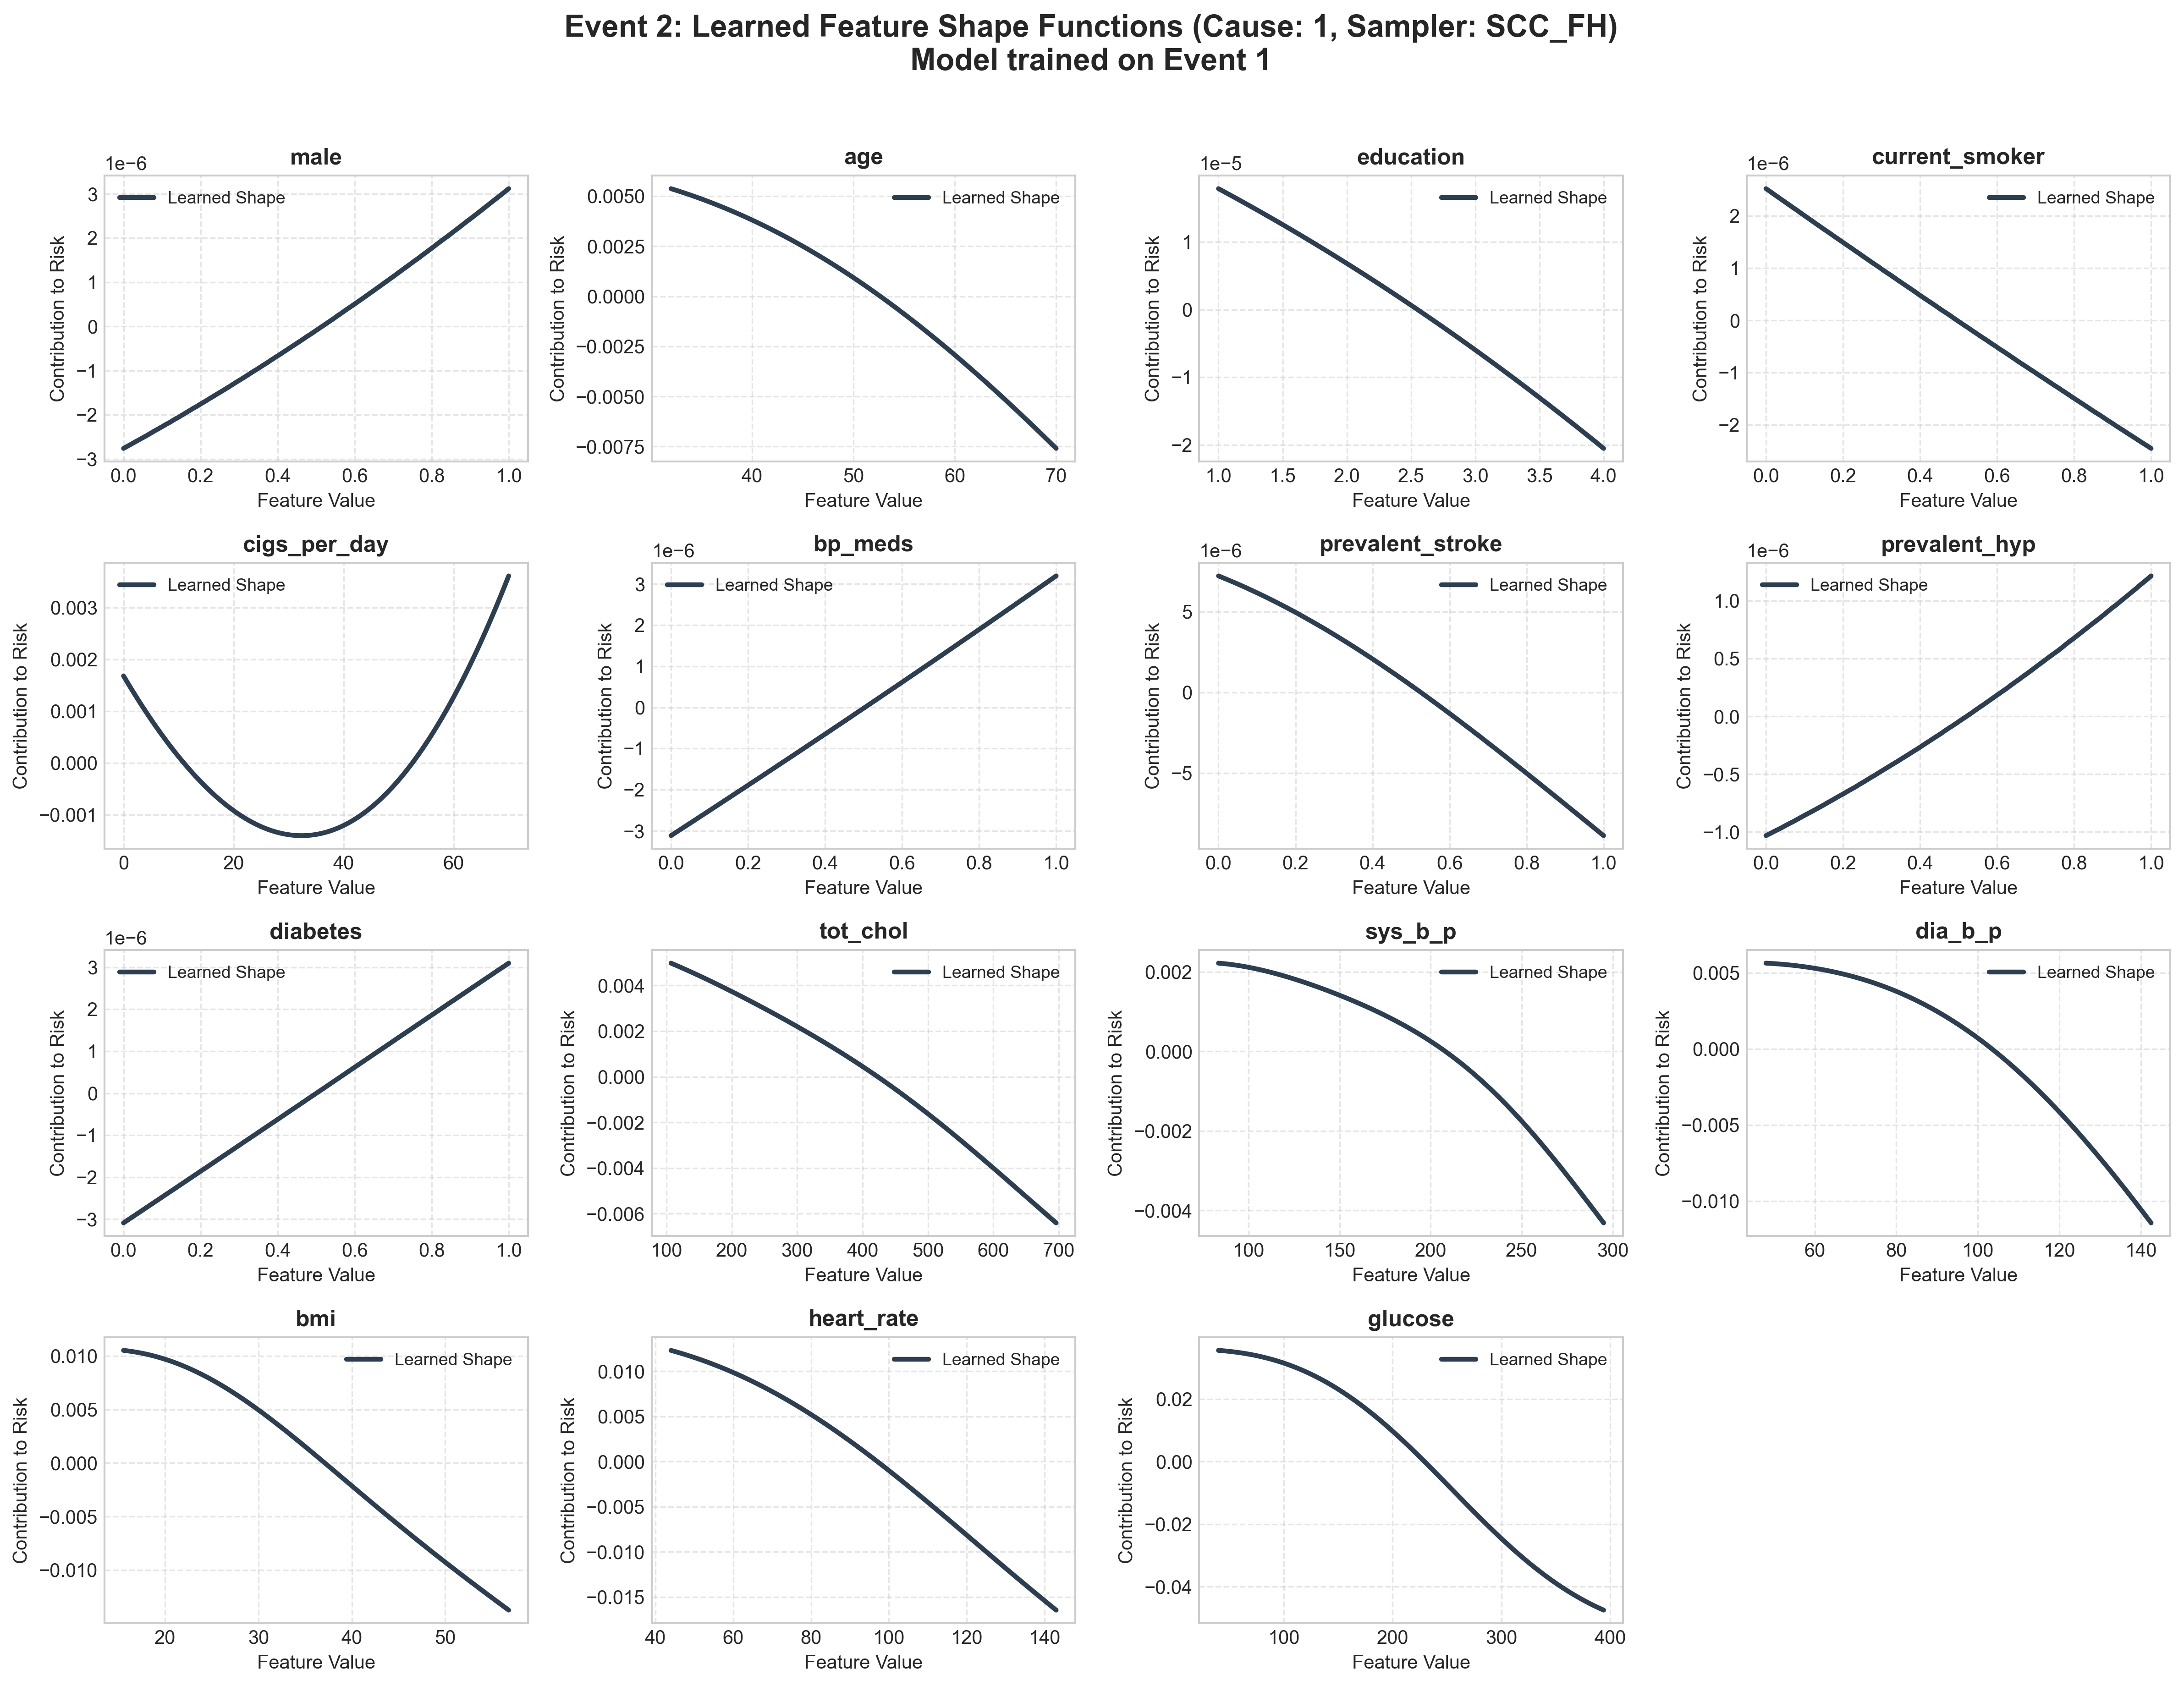 Event 2: Learned Feature Shape Functions (Cause: 1, Sampler: SCC_FH)
Model trained on Event 1
male
1e−6
Learned Shape
3
2
1
0
−1
−2
−3
Contribution to Risk
0.0 0.2 0.4 0.6 0.8 1.0
Feature Value
age
Learned Shape
0.0050
0.0025
0.0000
−0.0025
−0.0050
−0.0075
Contribution to Risk
40 50 60 70
Feature Value
education
1e−5
Learned Shape
1
0
−1
−2
Contribution to Risk
1.0 1.5 2.0 2.5 3.0 3.5 4.0
Feature Value
current_smoker
1e−6
Learned Shape
2
1
0
−1
−2
Contribution to Risk
0.0 0.2 0.4 0.6 0.8 1.0
Feature Value
cigs_per_day
Learned Shape
0.003
0.002
0.001
0.000
−0.001
Contribution to Risk
0 20 40 60
Feature Value
bp_meds
1e−6
Learned Shape
3
2
1
0
−1
−2
−3
Contribution to Risk
0.0 0.2 0.4 0.6 0.8 1.0
Feature Value
prevalent_stroke
1e−6
Learned Shape
5
0
−5
Contribution to Risk
0.0 0.2 0.4 0.6 0.8 1.0
Feature Value
prevalent_hyp
1e−6
Learned Shape
1.0
0.5
0.0
−0.5
−1.0
Contribution to Risk
0.0 0.2 0.4 0.6 0.8 1.0
Feature Value
diabetes
1e−6
Learned Shape
3
2
1
0
−1
−2
−3
Contribution to Risk
0.0 0.2 0.4 0.6 0.8 1.0
Feature Value
tot_chol
Learned Shape
0.004
0.002
0.000
−0.002
−0.004
−0.006
Contribution to Risk
100 200 300 400 500 600 700
Feature Value
sys_b_p
Learned Shape
0.002
0.000
−0.002
−0.004
Contribution to Risk
100 150 200 250 300
Feature Value
dia_b_p
Learned Shape
0.005
0.000
−0.005
−0.010
Contribution to Risk
60 80 100 120 140
Feature Value
bmi
Learned Shape
0.010
0.005
0.000
−0.005
−0.010
Contribution to Risk
20 30 40 50
Feature Value
heart_rate
Learned Shape
0.010
0.005
0.000
−0.005
−0.010
−0.015
Contribution to Risk
40 60 80 100 120 140
Feature Value
glucose
Learned Shape
0.02
0.00
−0.02
−0.04
Contribution to Risk
100 200 300 400
Feature Value